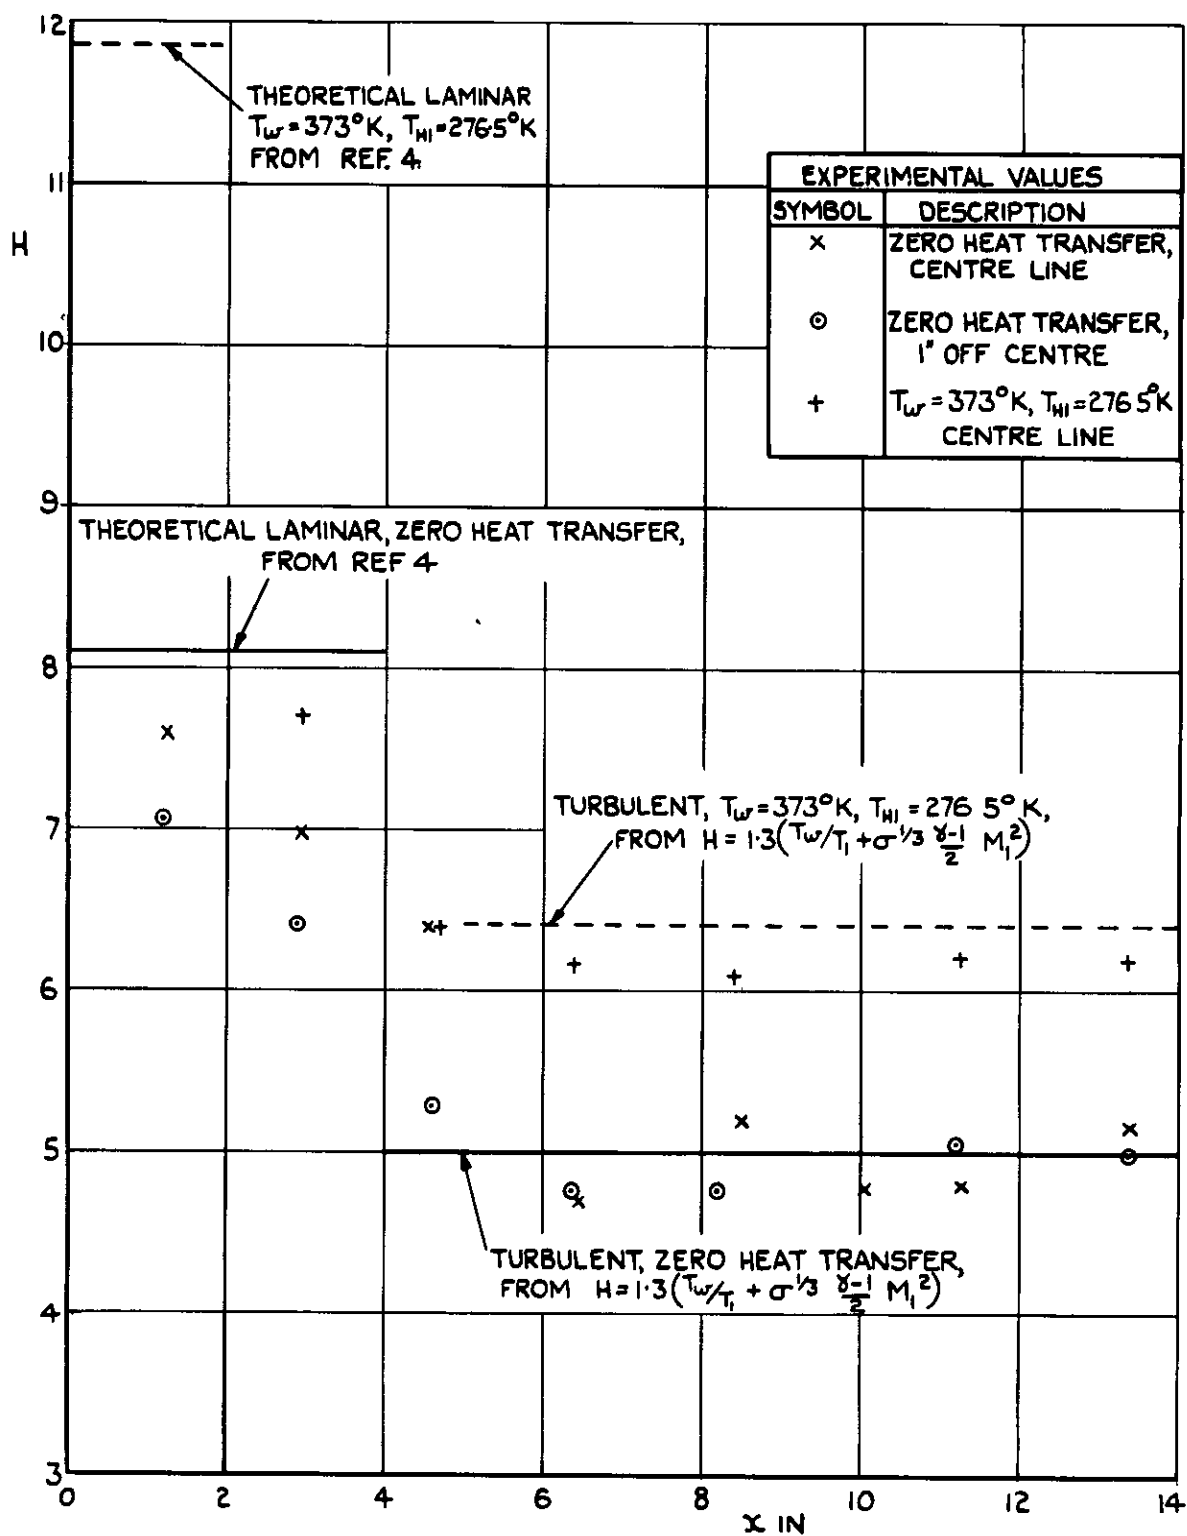 12
THEORETICAL LAMINAR
Tw = 373°K, TH1 = 276.5°K
FROM REF. 4.
11
EXPERIMENTAL VALUES
SYMBOL DESCRIPTION
× ZERO HEAT TRANSFER,
CENTRE LINE
⊙ ZERO HEAT TRANSFER,
1" OFF CENTRE
+ Tw = 373°K, TH1 = 276 5°K
CENTRE LINE
H
10
9
THEORETICAL LAMINAR, ZERO HEAT TRANSFER,
FROM REF 4
8
7
TURBULENT, Tw = 373°K, TH1 = 276 5°K,
FROM H = 1·3(Tw/T1 + σ^1/3 γ-1/2 M1²)
6
5
TURBULENT, ZERO HEAT TRANSFER,
FROM H = 1·3(Tw/T1 + σ^1/3 γ-1/2 M1²)
4
3
0 2 4 6 8 10 12 14
x IN